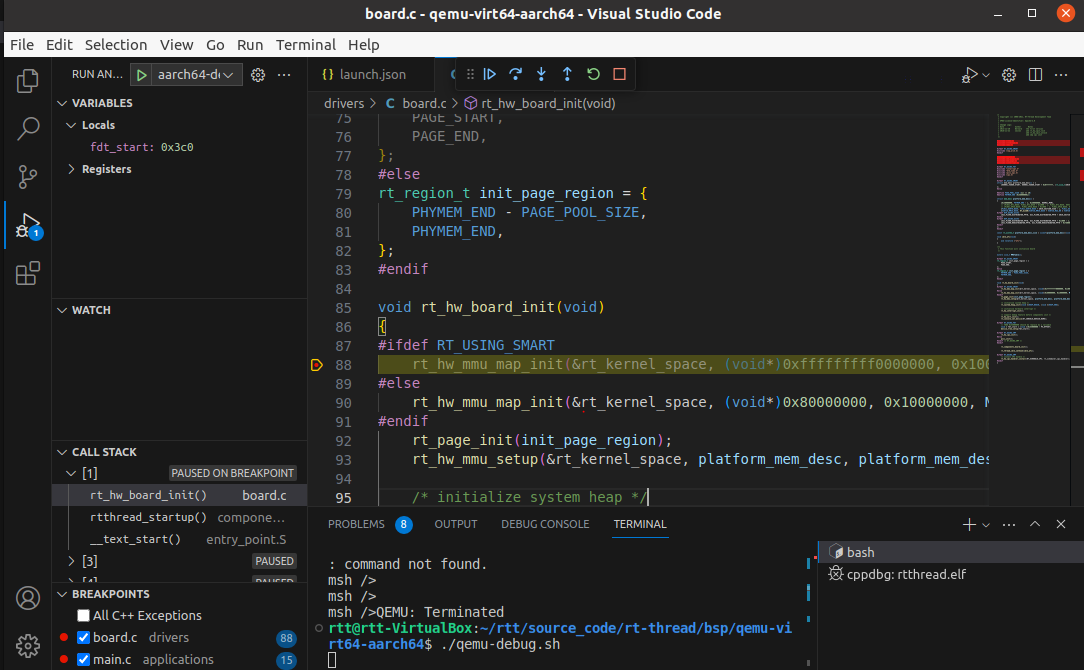 board.c - qemu-virt64-aarch64 - Visual Studio Code
File Edit Selection View Go Run Terminal Help
RUN AN... aarch64-de
launch.json
drivers > C board.c > rt_hw_board_init(void)
VARIABLES
Locals
fdt_start: 0x3c0
Registers
WATCH
CALL STACK
[1] PAUSED ON BREAKPOINT
rt_hw_board_init() board.c
rtthread_startup() compone...
__text_start() entry_point.S
[3] PAUSED
[4] PAUSED
BREAKPOINTS
All C++ Exceptions
board.c drivers 88
main.c applications 15
1
75 PAGE_START,
76 PAGE_END,
77 };
78 #else
79 rt_region_t init_page_region = {
80 PHYMEM_END - PAGE_POOL_SIZE,
81 PHYMEM_END,
82 };
83 #endif
84
85 void rt_hw_board_init(void)
86 {
87 #ifdef RT_USING_SMART
88 rt_hw_mmu_map_init(&rt_kernel_space, (void*)0xfffffffff0000000, 0x100
89 #else
90 rt_hw_mmu_map_init(&rt_kernel_space, (void*)0x80000000, 0x10000000, M
91 #endif
92 rt_page_init(init_page_region);
93 rt_hw_mmu_setup(&rt_kernel_space, platform_mem_desc, platform_mem_des
94
95 /* initialize system heap */
PROBLEMS 8 OUTPUT DEBUG CONSOLE TERMINAL
: command not found.
msh />
msh />
msh />QEMU: Terminated
rtt@rtt-VirtualBox:~/rtt/source_code/rt-thread/bsp/qemu-vi
rt64-aarch64$ ./qemu-debug.sh
bash
cppdbg: rtthread.elf